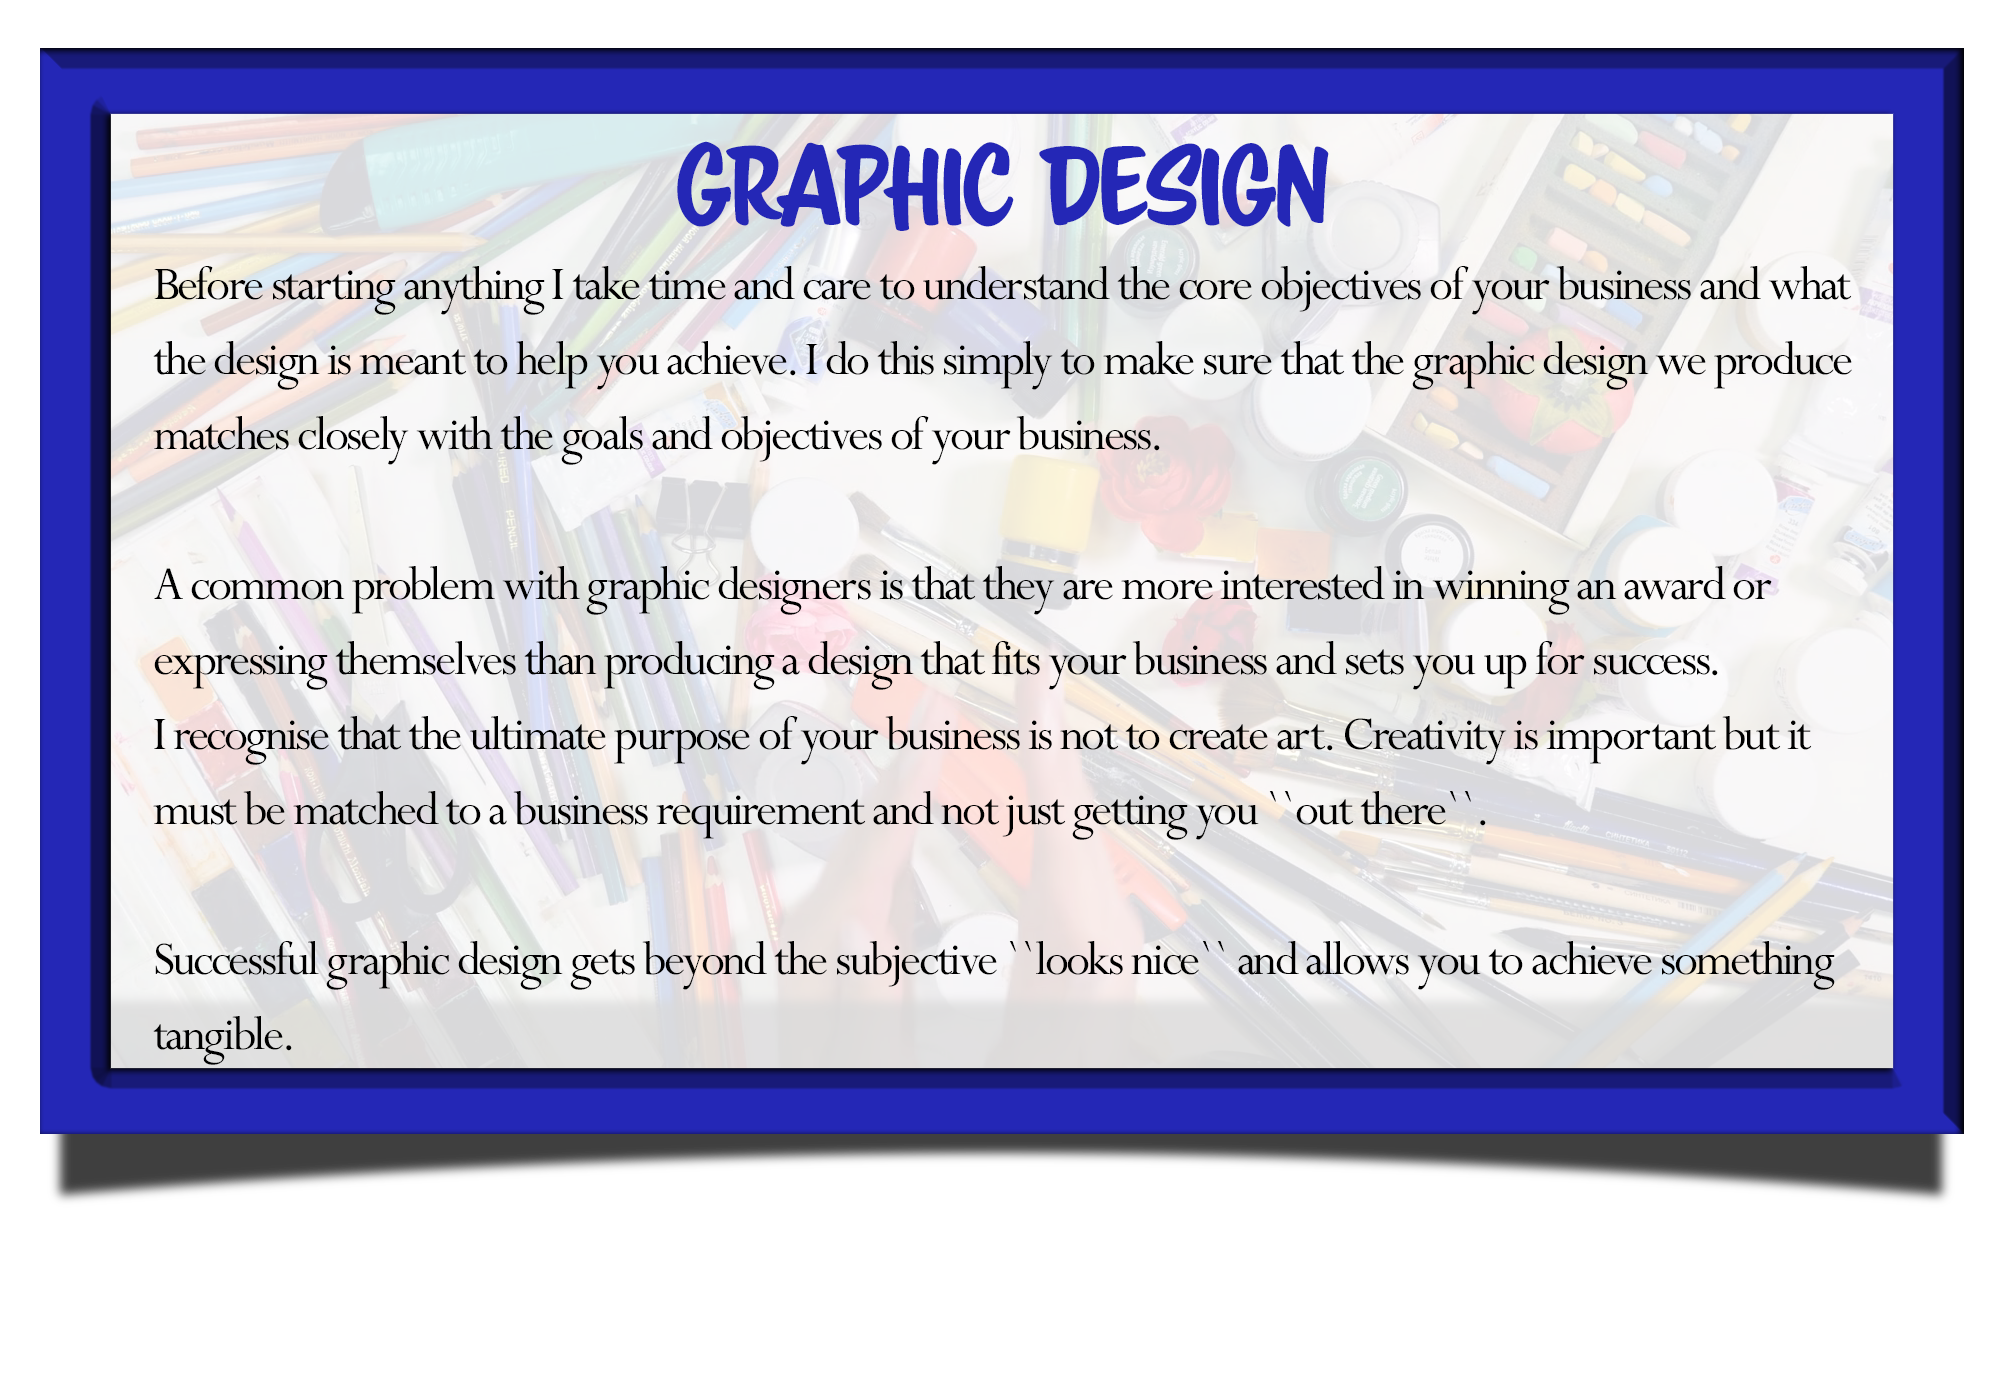 GRAPHIC DESIGN
Before starting anything I take time and care to understand the core objectives of your business and what
the design is meant to help you achieve. I do this simply to make sure that the graphic design we produce
matches closely with the goals and objectives of your business.
A common problem with graphic designers is that they are more interested in winning an award or
expressing themselves than producing a design that fits your business and sets you up for success.
I recognise that the ultimate purpose of your business is not to create art. Creativity is important but it
must be matched to a business requirement and not just getting you ``out there``.
Successful graphic design gets beyond the subjective ``looks nice`` and allows you to achieve something
tangible.